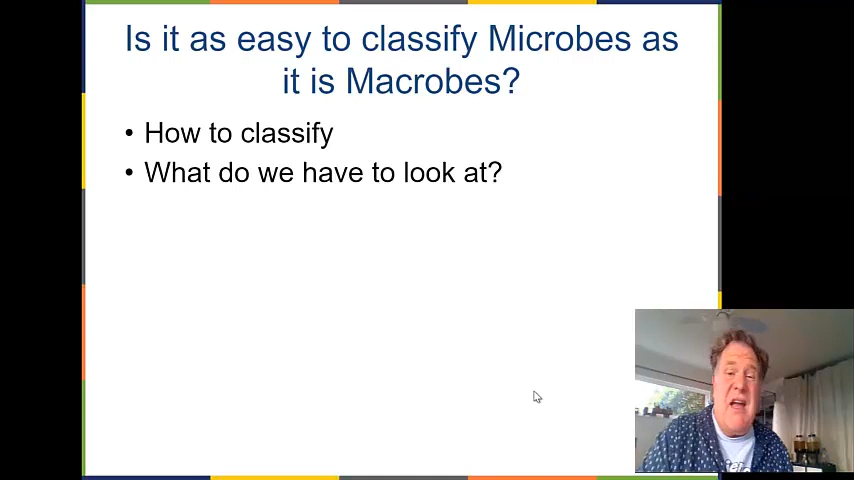 Is it as easy to classify Microbes as
it is Macrobes?
• How to classify
• What do we have to look at?